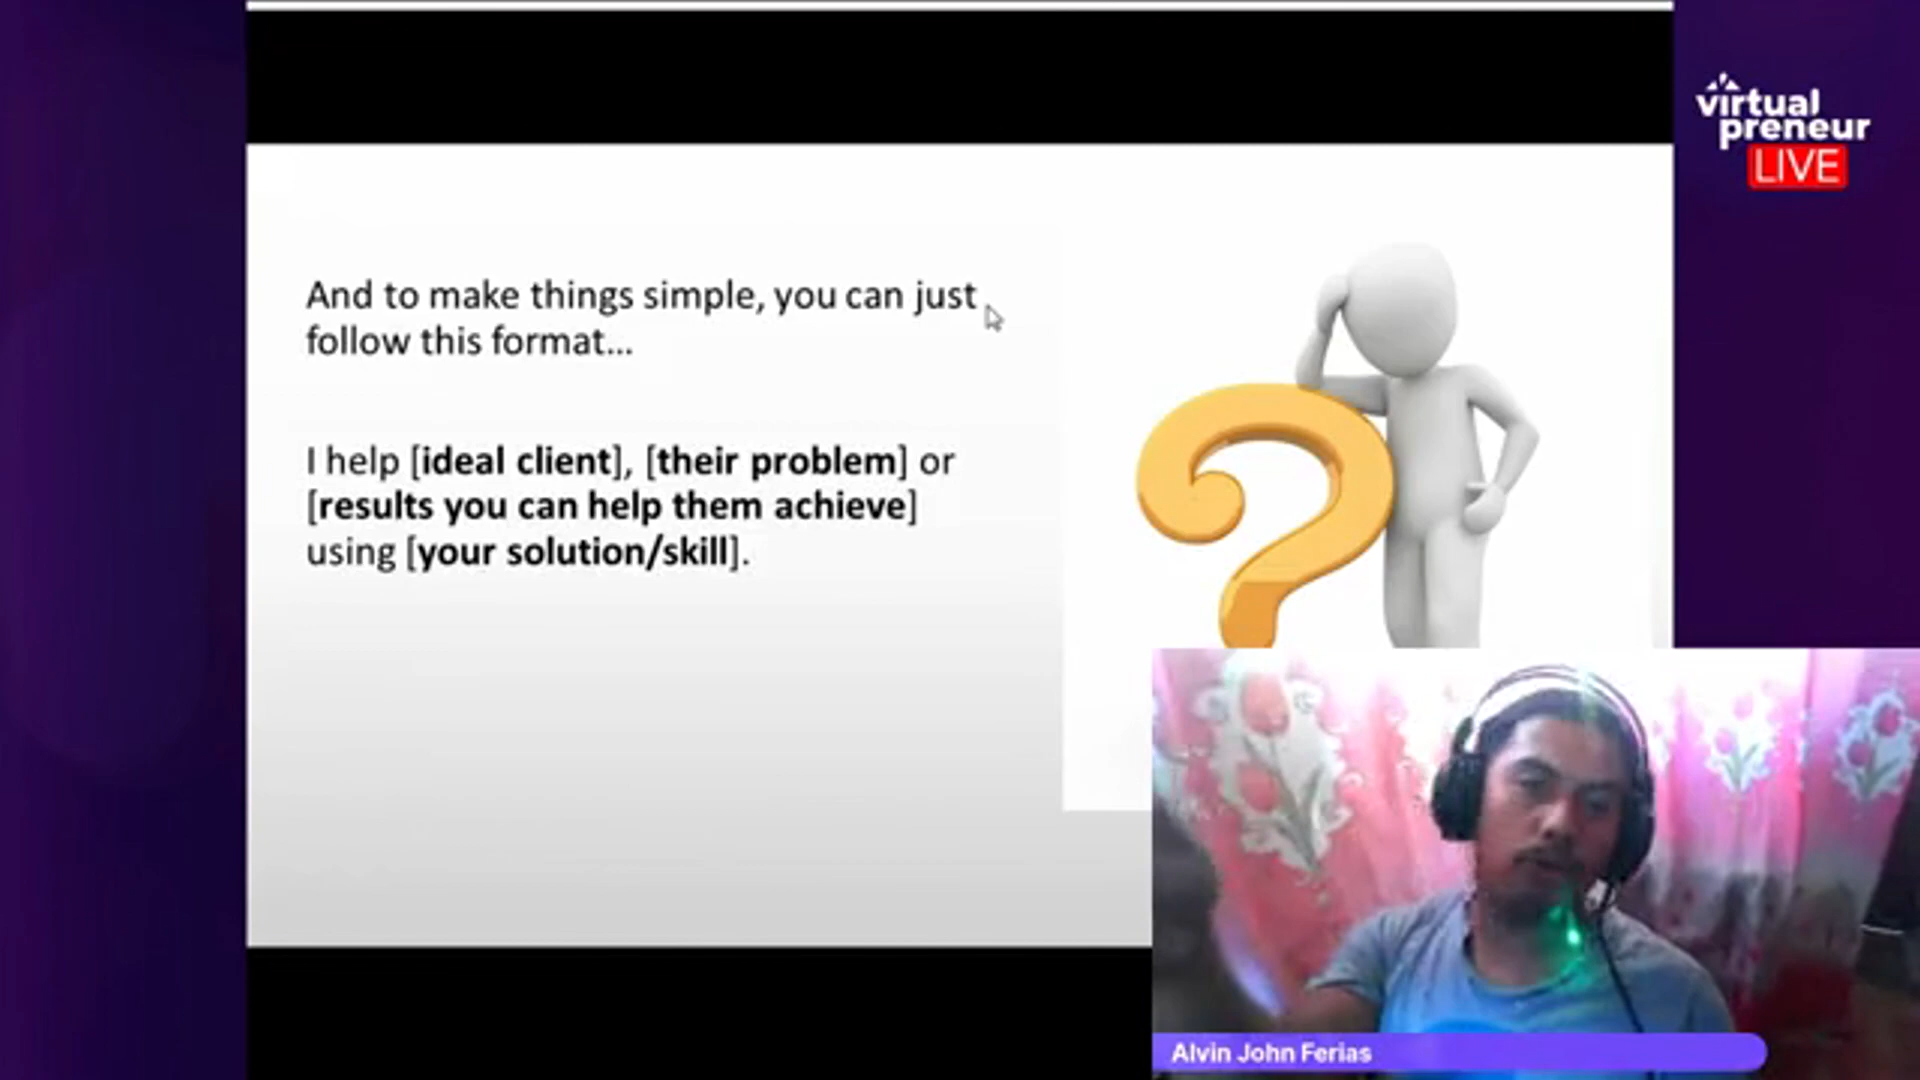 virtual
preneur
LIVE
And to make things simple, you can just
follow this format...
I help [ideal client], [their problem] or
[results you can help them achieve]
using [your solution/skill].
Alvin John Ferias